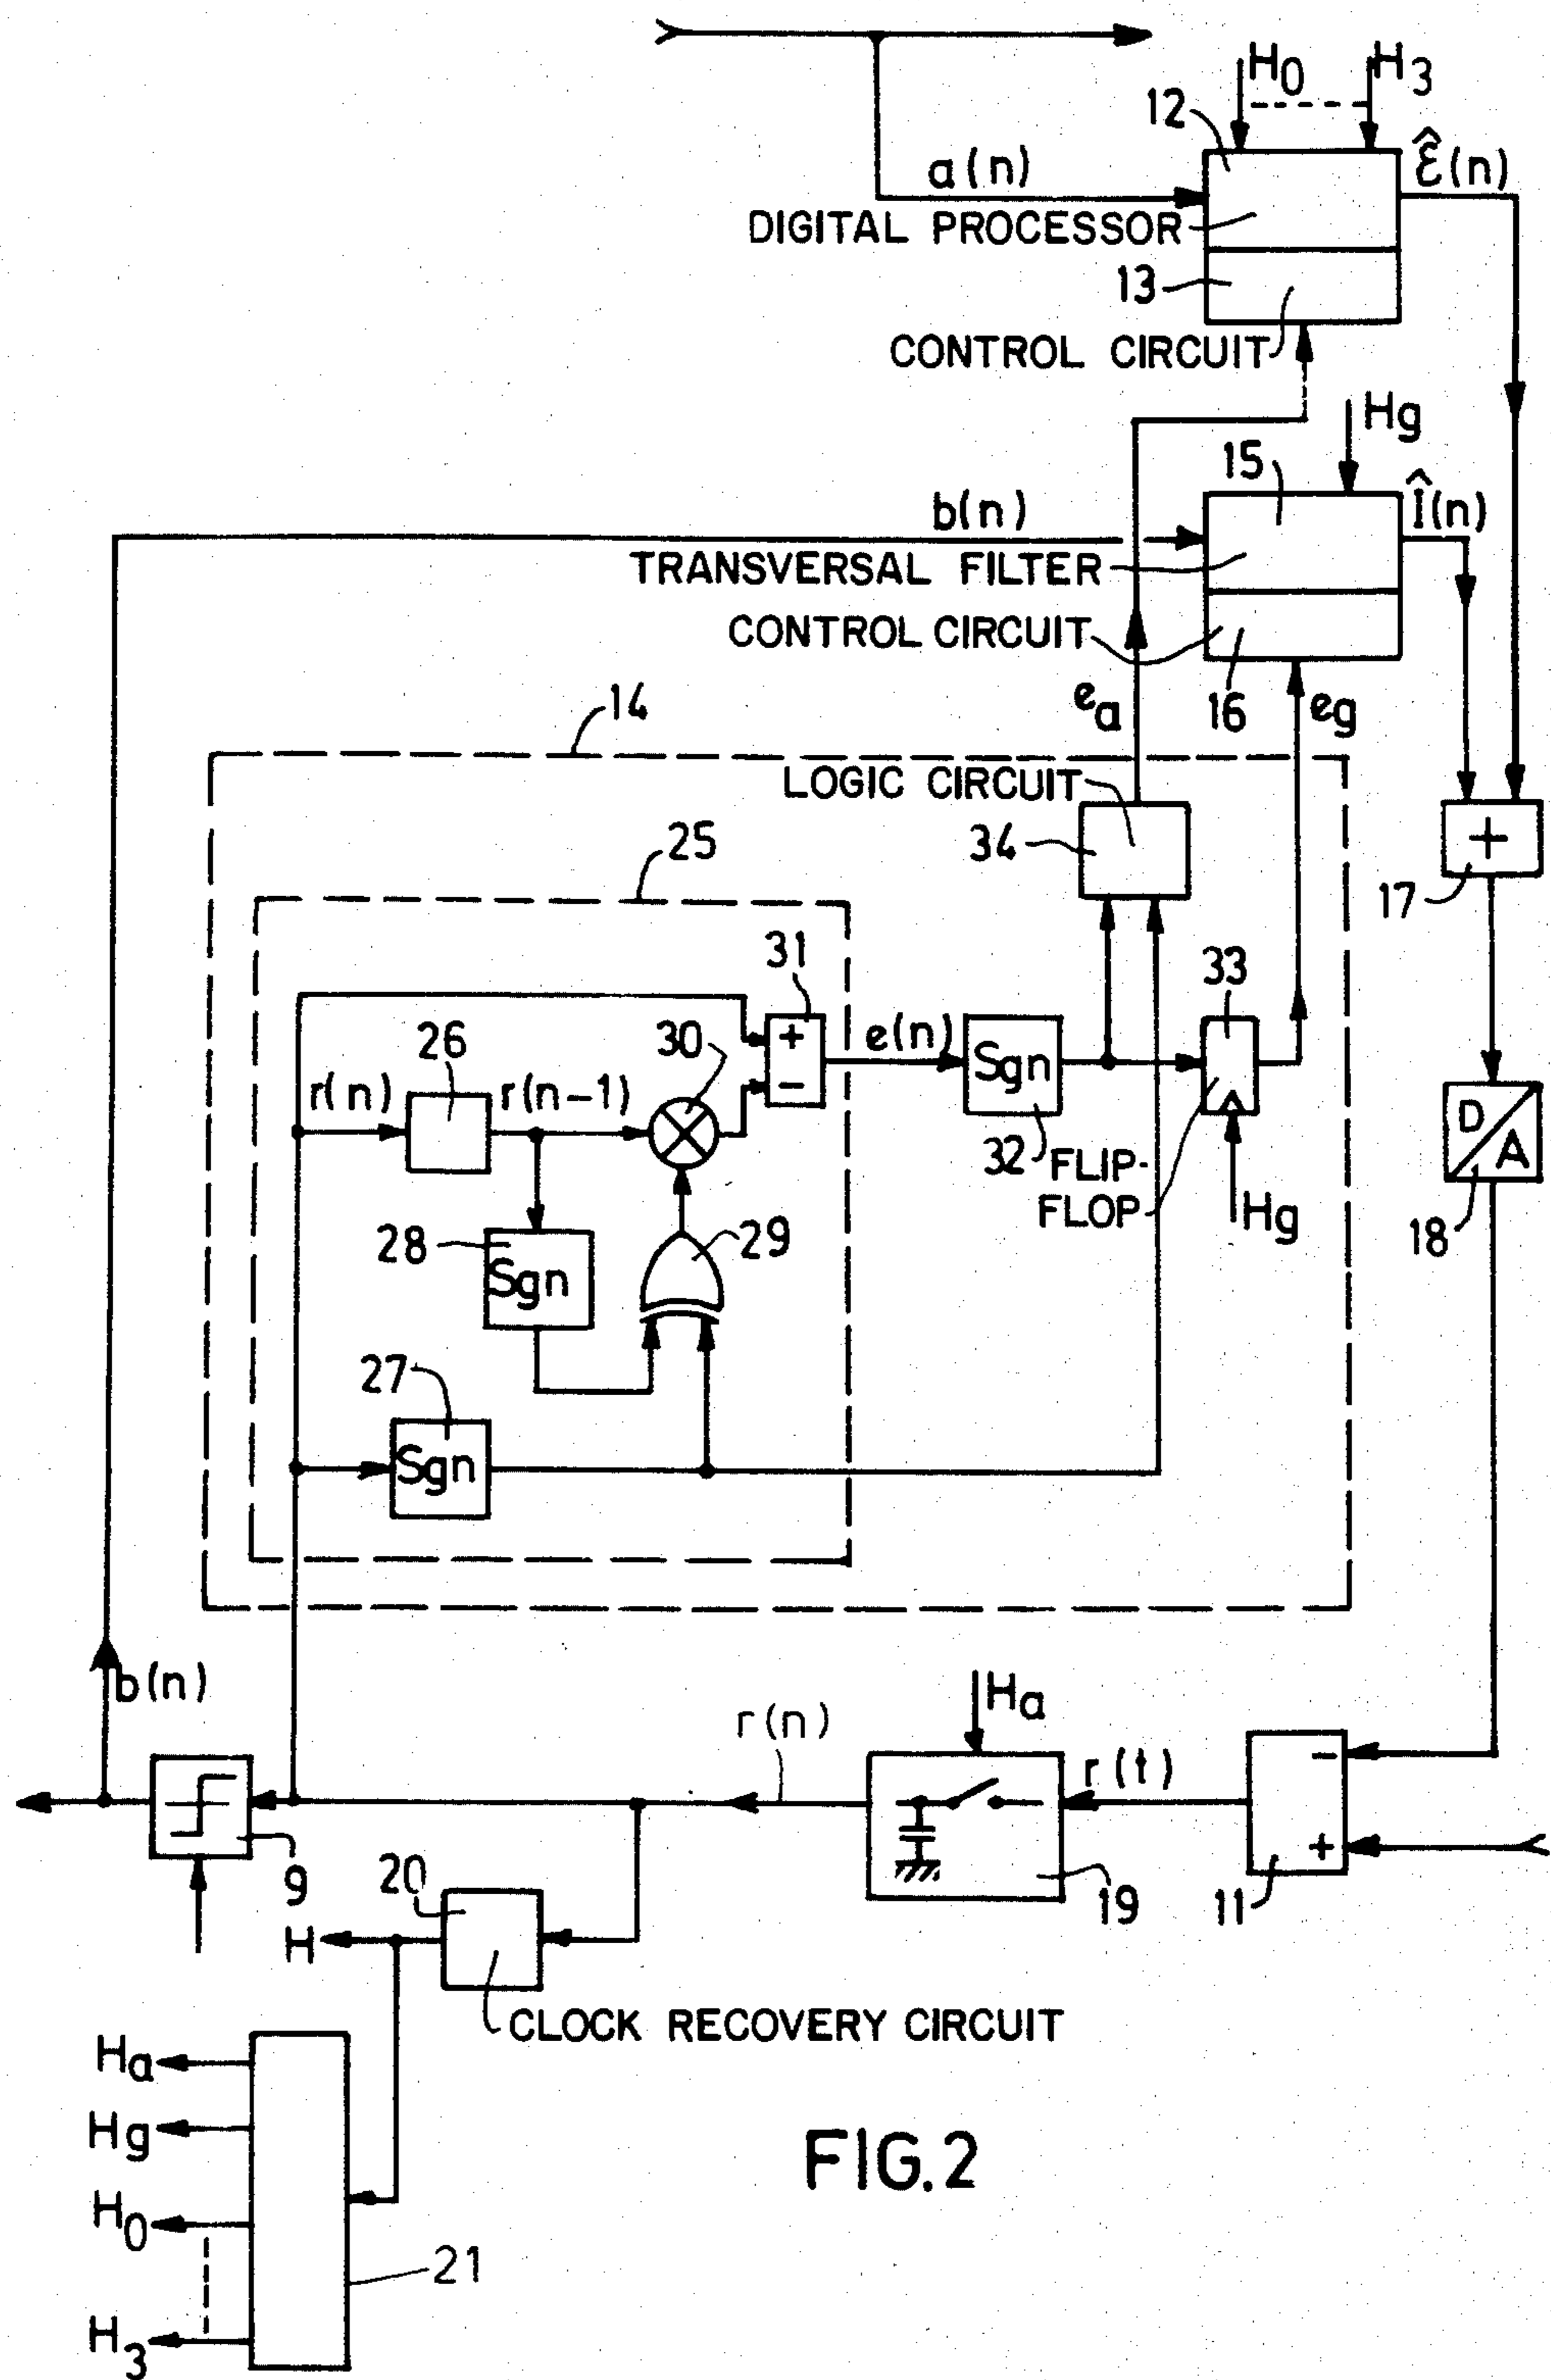 H0 H3
12
a(n)
Ɛ̂(n)
DIGITAL PROCESSOR
13
CONTROL CIRCUIT
Hg
15
b(n)
Î(n)
TRANSVERSAL FILTER
CONTROL CIRCUIT
16
ea
eg
14
LOGIC CIRCUIT
34
25
+
17
31
33
26
30
+
−
e(n)
Sgn
r(n)
r(n-1)
32
FLIP-
FLOP
Hg
D
A
18
28
Sgn
29
27
Sgn
b(n)
Ha
r(n)
r(t)
−
+
9
20
19
11
H
CLOCK RECOVERY CIRCUIT
Ha
Hg
H0
21
H3
FIG.2